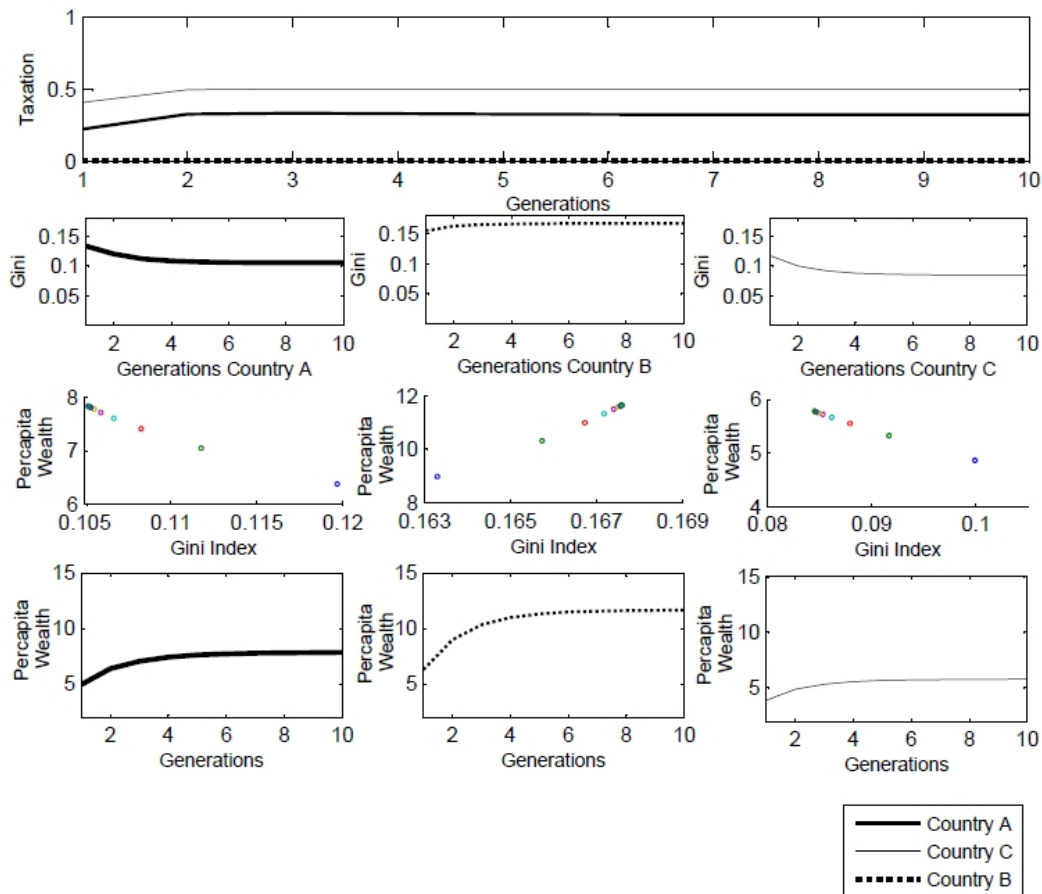 Taxation
1
0.5
0
1 2 3 4 5 6 7 8 9 10
Generations
Gini
0.15
0.1
0.05
2 4 6 8 10
Generations Country A
Gini
0.15
0.1
0.05
2 4 6 8 10
Generations Country B
Gini
0.15
0.1
0.05
2 4 6 8 10
Generations Country C
Percapita
Wealth
8
7
6
0.105 0.11 0.115 0.12
Gini Index
Percapita
Wealth
12
10
8
0.163 0.165 0.167 0.169
Gini Index
Percapita
Wealth
6
5
4
0.08 0.09 0.1
Gini Index
Percapita
Wealth
15
10
5
2 4 6 8 10
Generations
Percapita
Wealth
15
10
5
2 4 6 8 10
Generations
Percapita
Wealth
15
10
5
2 4 6 8 10
Generations
Country A
Country C
Country B